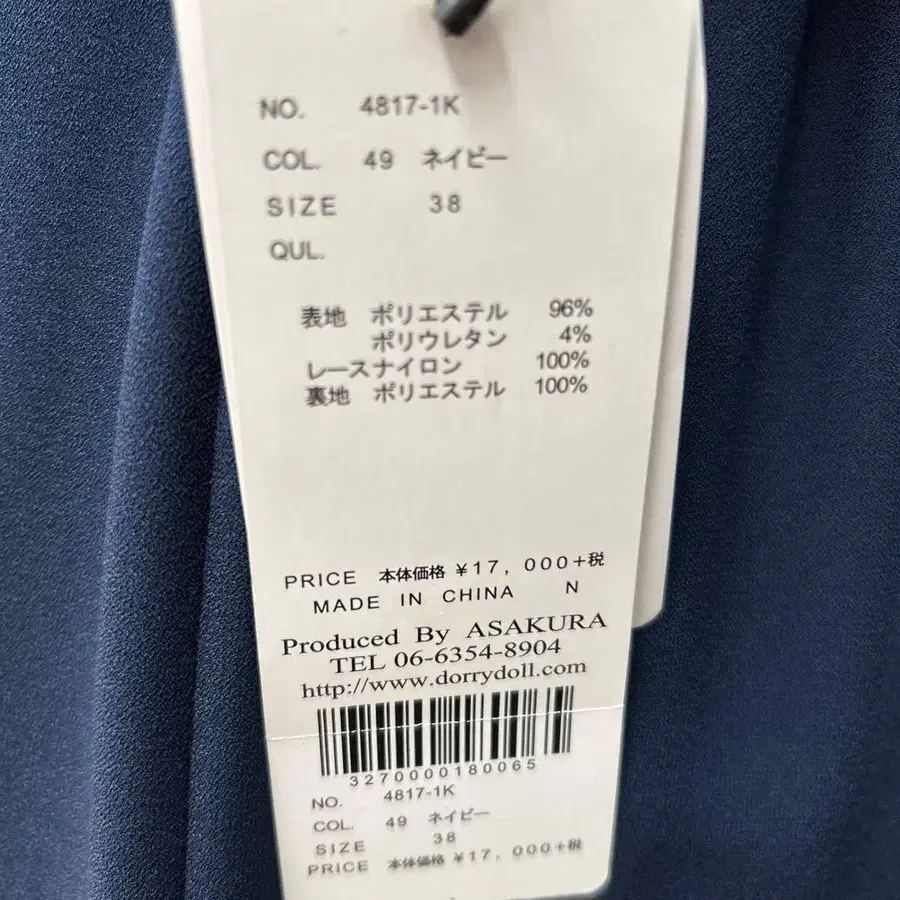 NO. 4817-1K
COL. 49 ネイビー
SIZE 38
QUL.
表地 ポリエステル 96%
ポリウレタン 4%
レースナイロン 100%
裏地 ポリエステル 100%
PRICE 本体価格 ¥17,000+税
MADE IN CHINA N
Produced By ASAKURA
TEL 06-6354-8904
http://www.dorrydoll.com
3270000180065
NO. 4817-1K
COL. 49 ネイビー
SIZE 38
PRICE 本体価格 ¥17,000+税